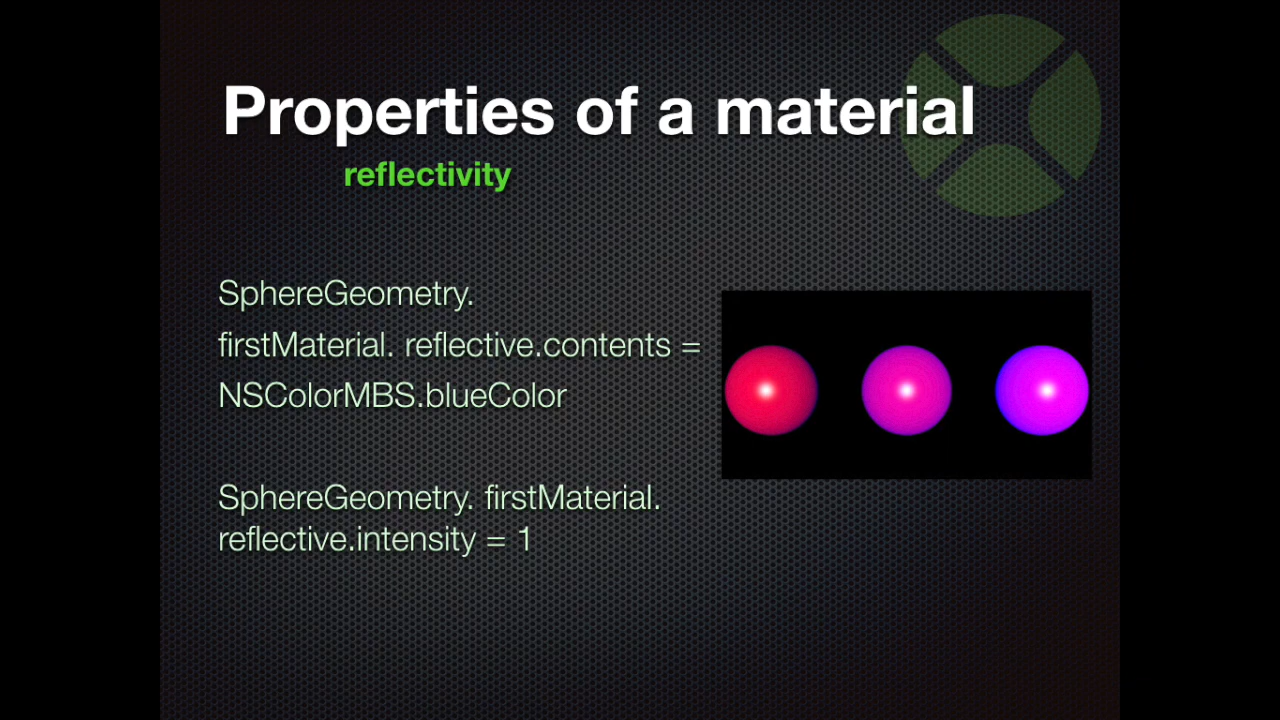 Properties of a material
reflectivity
SphereGeometry.
firstMaterial. reflective.contents =
NSColorMBS.blueColor
SphereGeometry. firstMaterial.
reflective.intensity = 1